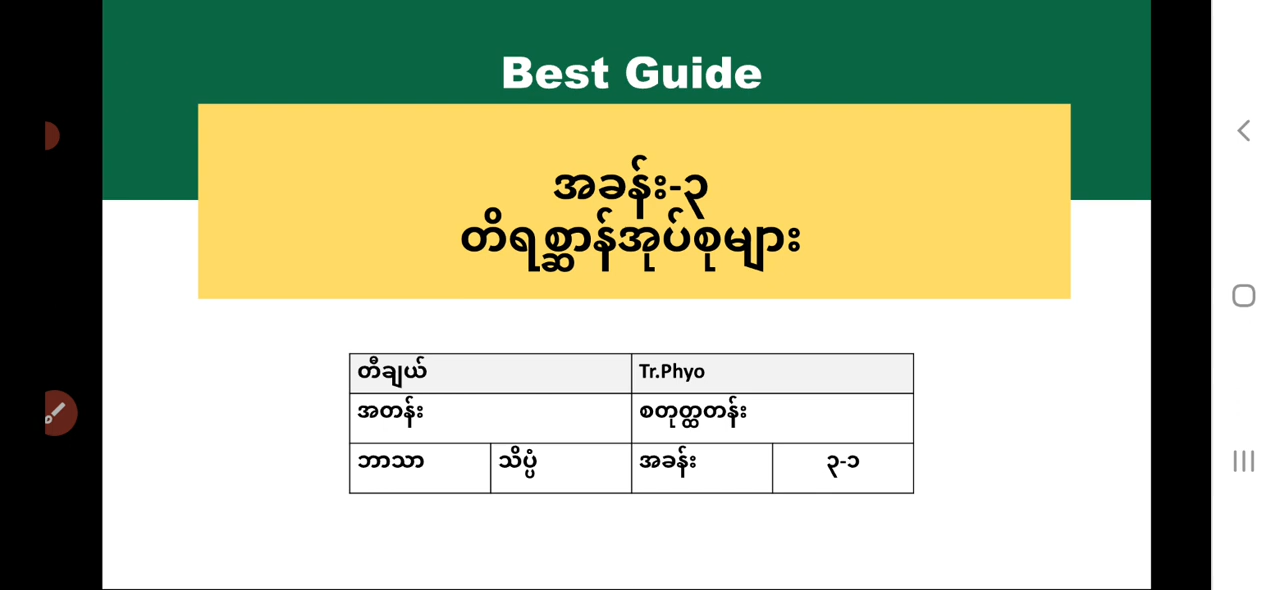 Best Guide
အခန်း-၃
တိရစ္ဆာန်အုပ်စုများ
တီချယ် Tr.Phyo
အတန်း စတုတ္ထတန်း
ဘာသာ သိပ္ပံ အခန်း ၃-၁